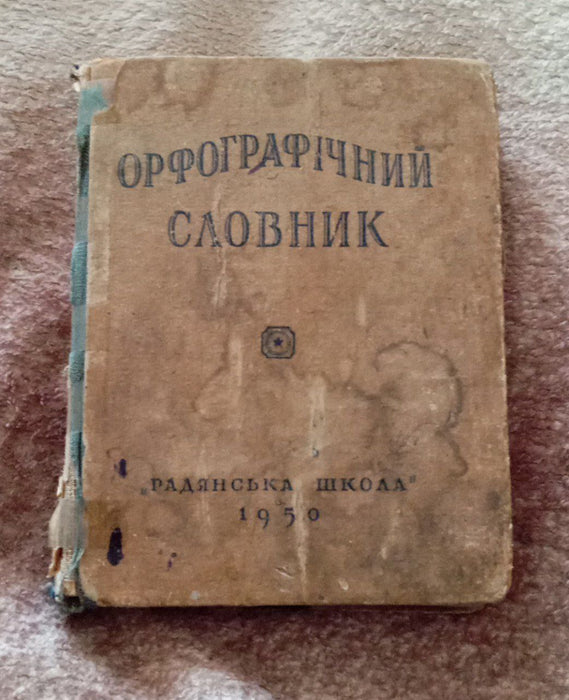 ОРФОГРАФІЧНИЙ
СЛОВНИК
„РАДЯНСЬКА ШКОЛА"
1950